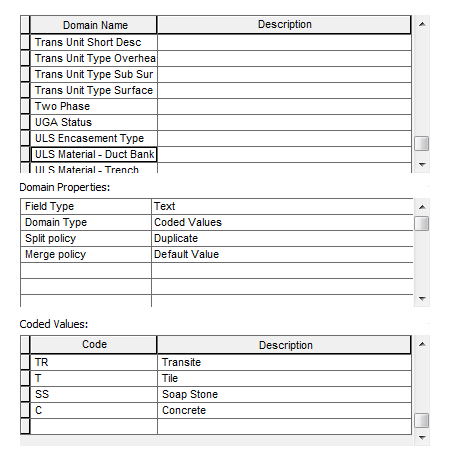 Domain Name Description
Trans Unit Short Desc
Trans Unit Type Overhea
Trans Unit Type Sub Sur
Trans Unit Type Surface
Two Phase
UGA Status
ULS Encasement Type
ULS Material - Duct Bank
ULS Material - Trench
Domain Properties:
Field Type Text
Domain Type Coded Values
Split policy Duplicate
Merge policy Default Value
Coded Values:
Code Description
TR Transite
T Tile
SS Soap Stone
C Concrete